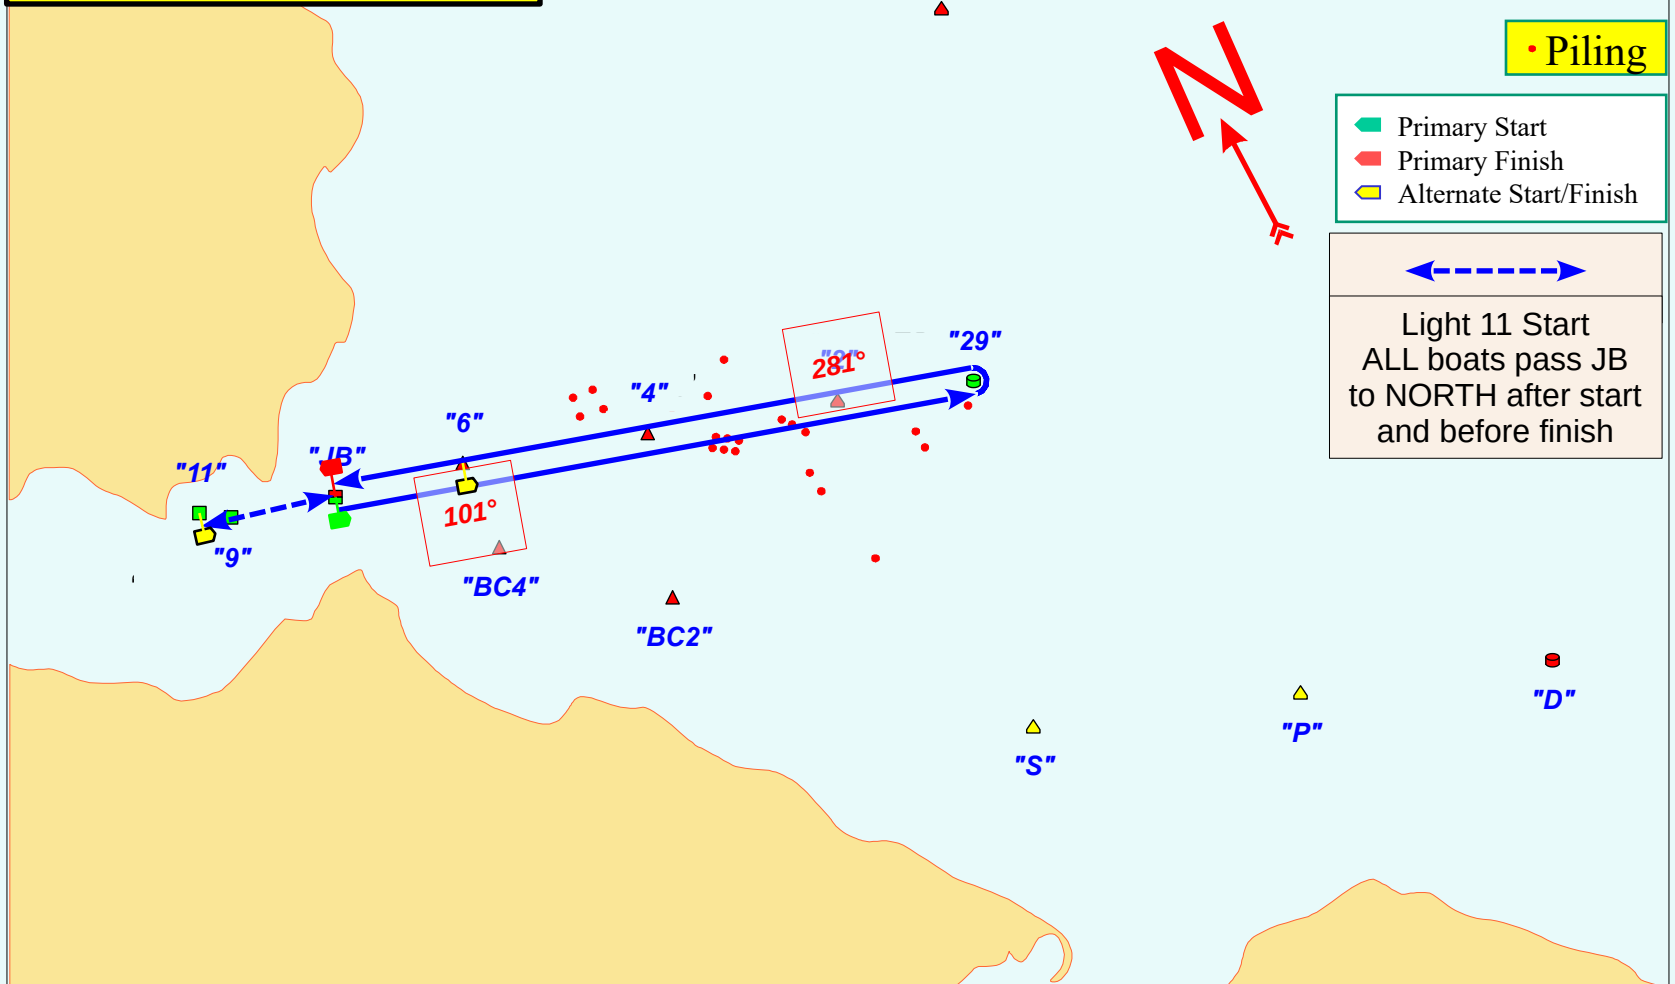 N
Piling
Primary Start
Primary Finish
Alternate Start/Finish
Light 11 Start
ALL boats pass JB
to NORTH after start
and before finish
"29"
"2"
281°
"4"
"6"
"JB"
"11"
101°
"9"
"BC4"
"BC2"
"D"
"P"
"S"